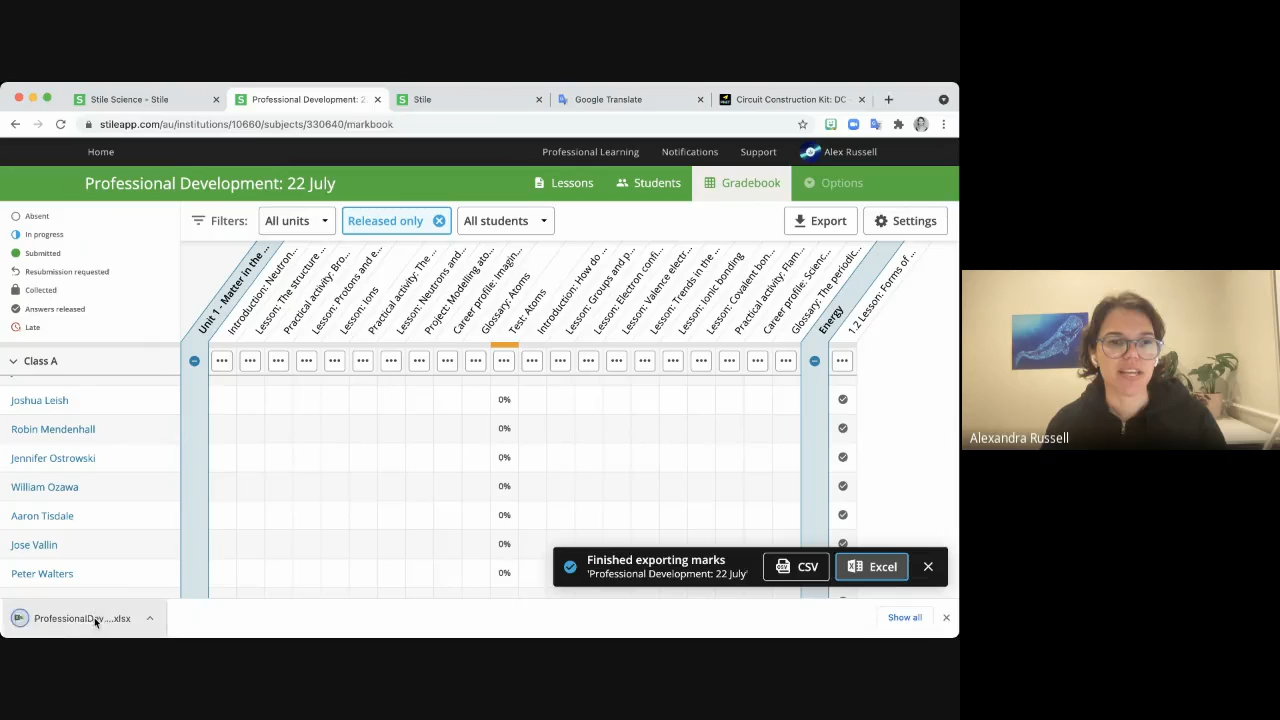 Stile Science - Stile
Professional Development: 2
Stile
Google Translate
Circuit Construction Kit: DC -
stileapp.com/au/institutions/10660/subjects/330640/markbook
Home
Professional Learning
Notifications
Support
Alex Russell
Professional Development: 22 July
Lessons
Students
Gradebook
Options
Absent
In progress
Submitted
Resubmission requested
Collected
Answers released
Late
Filters:
All units
Released only
All students
Export
Settings
Unit 1 - Matter in the ...
Introduction: Neutron...
Lesson: The structure ...
Practical activity: Bro...
Lesson: Protons and e...
Lesson: Ions
Practical activity: The ...
Lesson: Neutrons and...
Project: Modelling ato...
Career profile: Imagin...
Glossary: Atoms
Test: Atoms
Introduction: How do ...
Lesson: Groups and p...
Lesson: Electron confi...
Lesson: Valence electr...
Lesson: Trends in the ...
Lesson: Ionic bonding
Lesson: Covalent bon...
Practical activity: Flam...
Career profile: Scienc...
Glossary: The periodic...
Energy
1.2 Lesson: Forms of ...
Class A
Joshua Leish
0%
Robin Mendenhall
0%
Jennifer Ostrowski
0%
William Ozawa
0%
Aaron Tisdale
0%
Jose Vallin
0%
Peter Walters
0%
Finished exporting marks
'Professional Development: 22 July'
CSV
Excel
ProfessionalDev....xlsx
Show all
Alexandra Russell